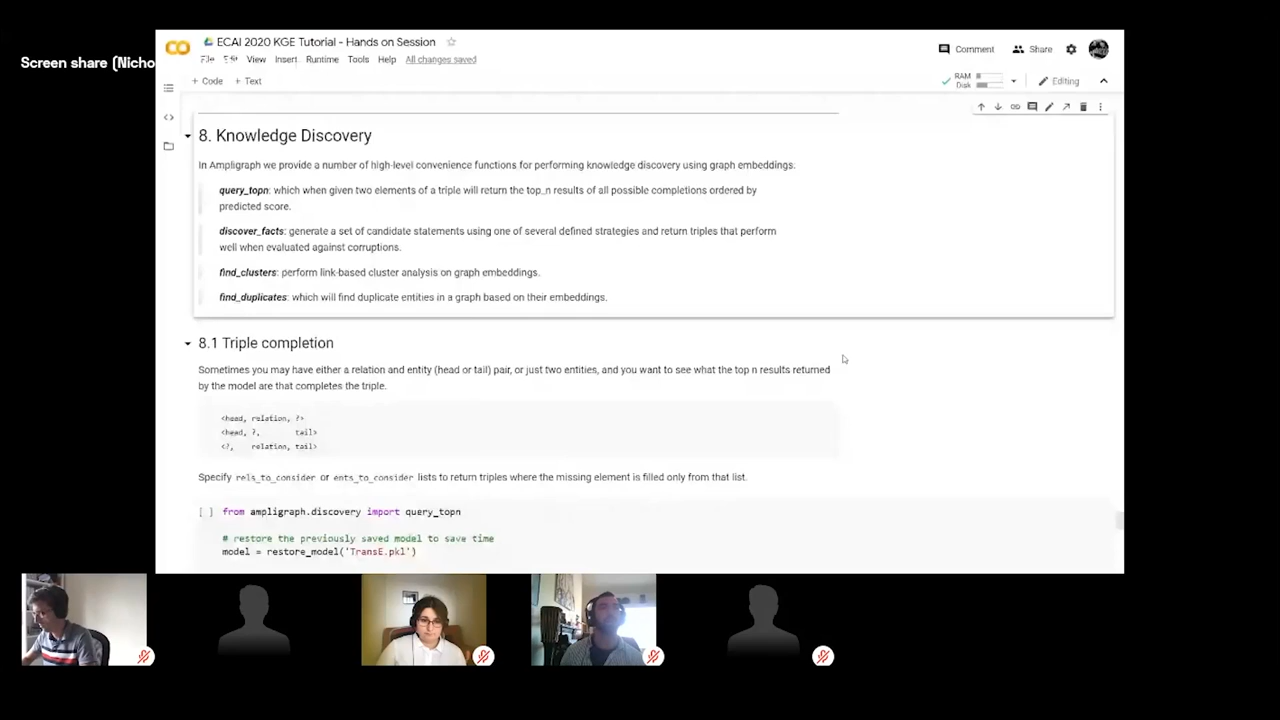 ECAI 2020 KGE Tutorial - Hands on Session
File Edit View Insert Runtime Tools Help All changes saved
Comment Share
+ Code + Text
RAM
Disk
Editing
Screen share (Nicho
8. Knowledge Discovery
In Ampligraph we provide a number of high-level convenience functions for performing knowledge discovery using graph embeddings.
query_topn: which when given two elements of a triple will return the top_n results of all possible completions ordered by
predicted score.
discover_facts: generate a set of candidate statements using one of several defined strategies and return triples that perform
well when evaluated against corruptions.
find_clusters: perform link-based cluster analysis on graph embeddings.
find_duplicates: which will find duplicate entities in a graph based on their embeddings.
8.1 Triple completion
Sometimes you may have either a relation and entity (head or tail) pair, or just two entities, and you want to see what the top n results returned
by the model are that completes the triple.
<head, relation, ?>
<head, ?, tail>
<?, relation, tail>
Specify rels_to_consider or ents_to_consider lists to return triples where the missing element is filled only from that list.
[ ] from ampligraph.discovery import query_topn
# restore the previously saved model to save time
model = restore_model('TransE.pkl')